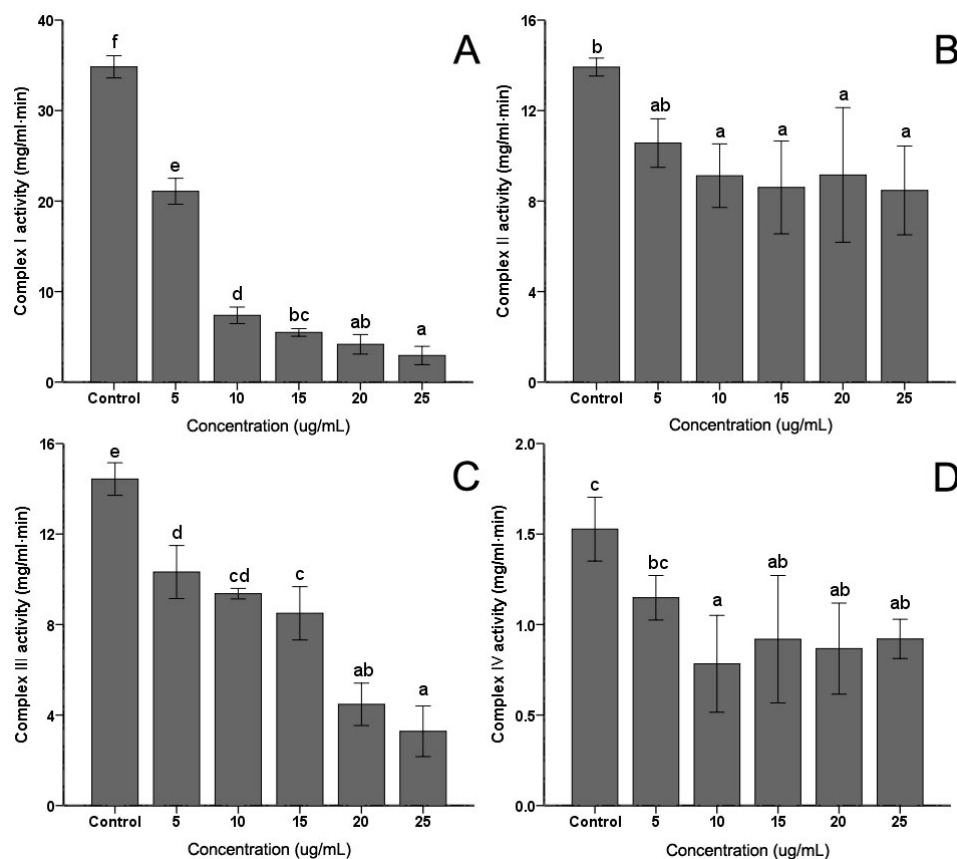 A
Complex I activity (mg/ml·min)
40
30
20
10
0
f
e
d
bc
ab
a
Control 5 10 15 20 25
Concentration (ug/mL)
B
Complex II activity (mg/ml·min)
16
12
8
4
0
b
ab
a
a
a
a
Control 5 10 15 20 25
Concentration (ug/mL)
C
Complex III activity (mg/ml·min)
16
12
8
4
0
e
d
cd
c
ab
a
Control 5 10 15 20 25
Concentration (ug/mL)
D
Complex IV activity (mg/ml·min)
2.0
1.5
1.0
0.5
0.0
c
bc
a
ab
ab
ab
Control 5 10 15 20 25
Concentration (ug/mL)